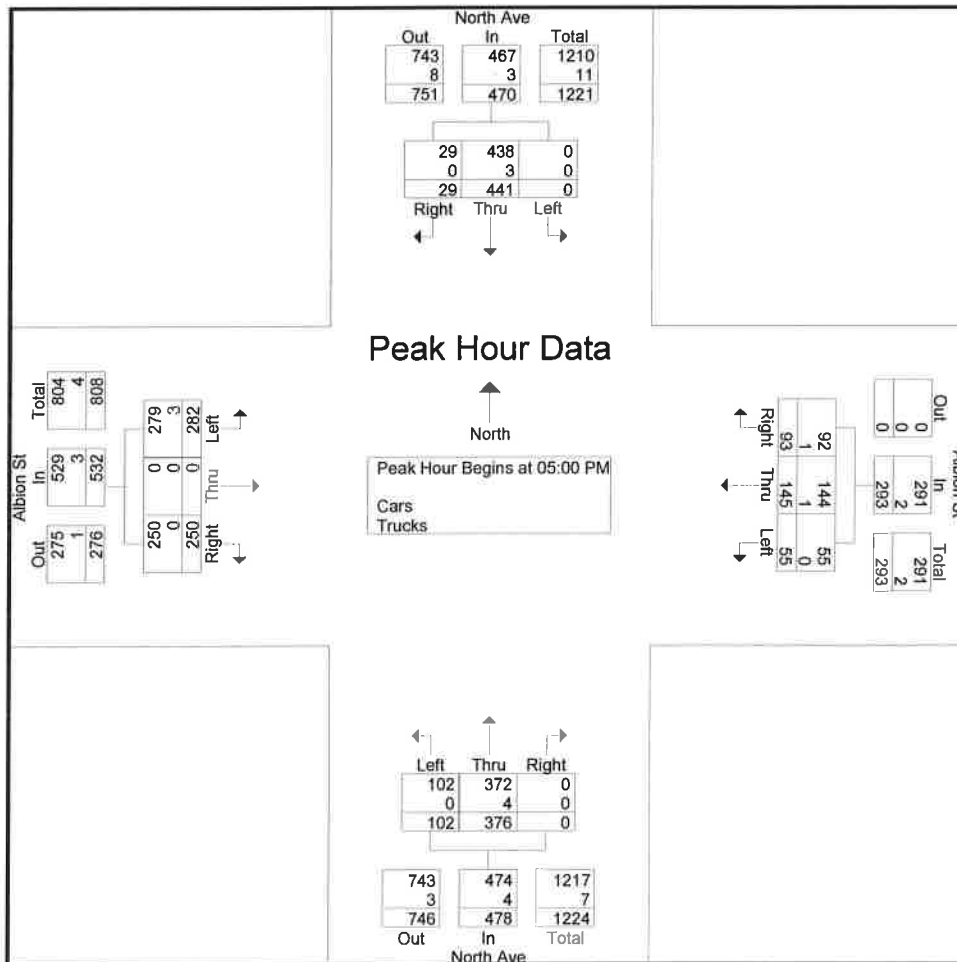 North Ave
Out In Total
743 467 1210
8 3 11
751 470 1221
29 438 0
0 3 0
29 441 0
Right Thru Left
Peak Hour Data
North
Peak Hour Begins at 05:00 PM
Cars
Trucks
Albion St
Total In Out
804 529 275
4 3 1
808 532 276
279 0 250
3 0 0
282 0 250
Left Thru Right
Right Thru Left
93 145 55
1 1 0
92 144 55
Out In Total
0 293 293
0 2 2
0 291 291
Albion St
Left Thru Right
102 372 0
0 4 0
102 376 0
743 474 1217
3 4 7
746 478 1224
Out In Total
North Ave